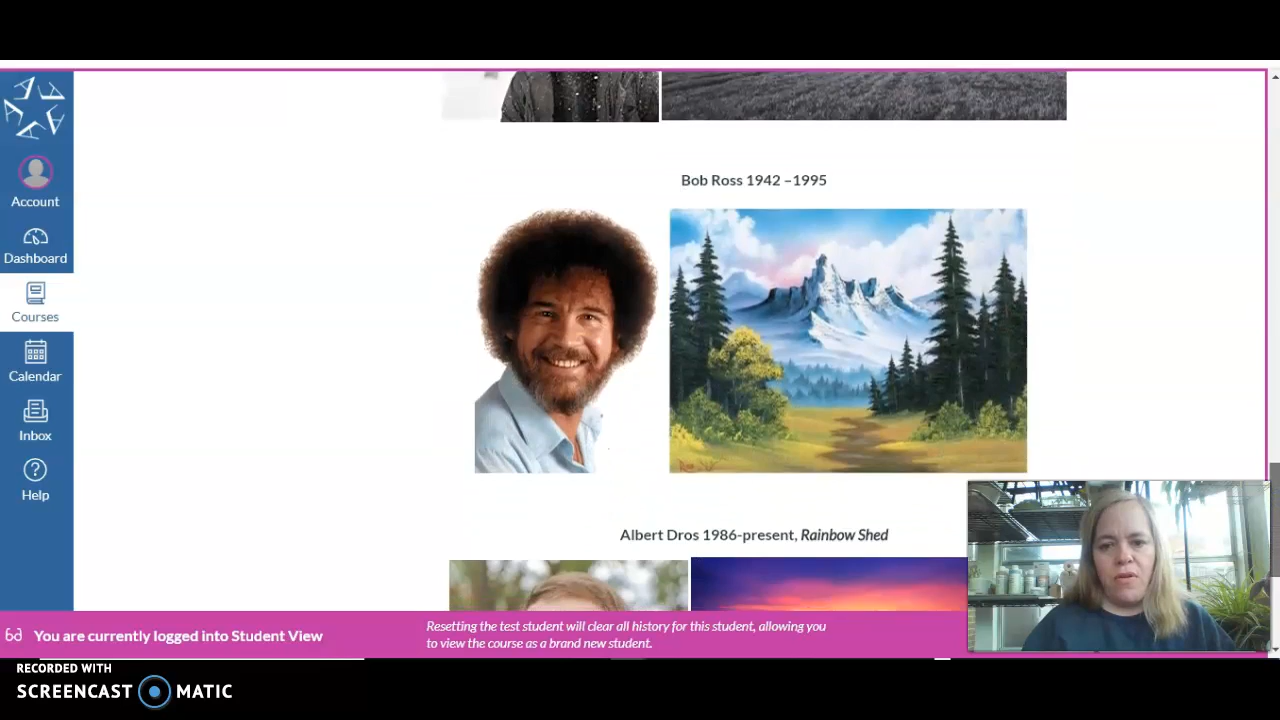 Account
Dashboard
Courses
Calendar
Inbox
Help
Bob Ross 1942 –1995
Albert Dros 1986-present, Rainbow Shed
You are currently logged into Student View
Resetting the test student will clear all history for this student, allowing you
to view the course as a brand new student.
RECORDED WITH
SCREENCAST MATIC